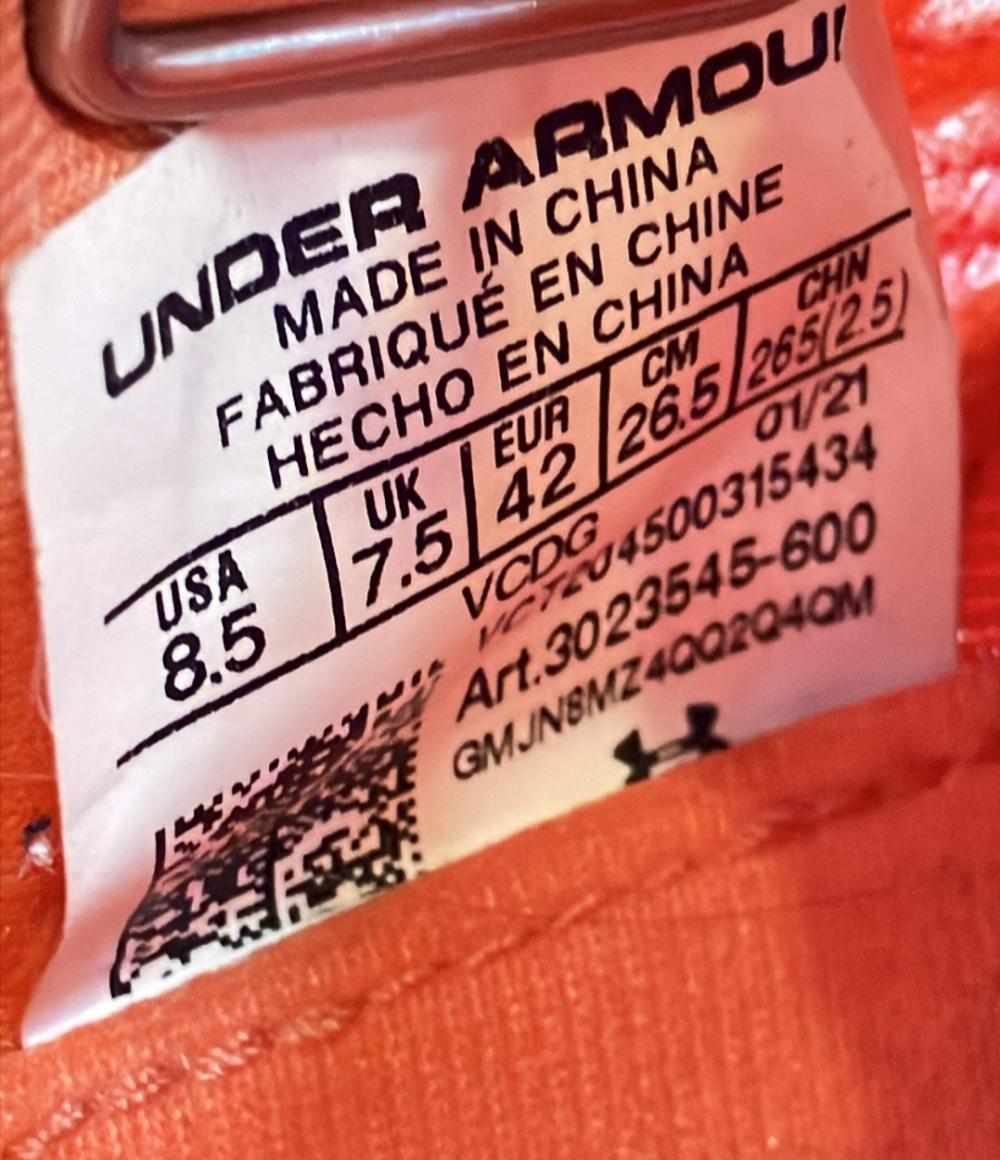 UNDER ARMOUR
MADE IN CHINA
FABRIQUÉ EN CHINE
HECHO EN CHINA
USA UK EUR CM CHN
8.5 7.5 42 26.5 265(2.5)
01/21
VCDG
4500315434
Art.3023545-600
GMJN8MZ4QQ2Q4QM